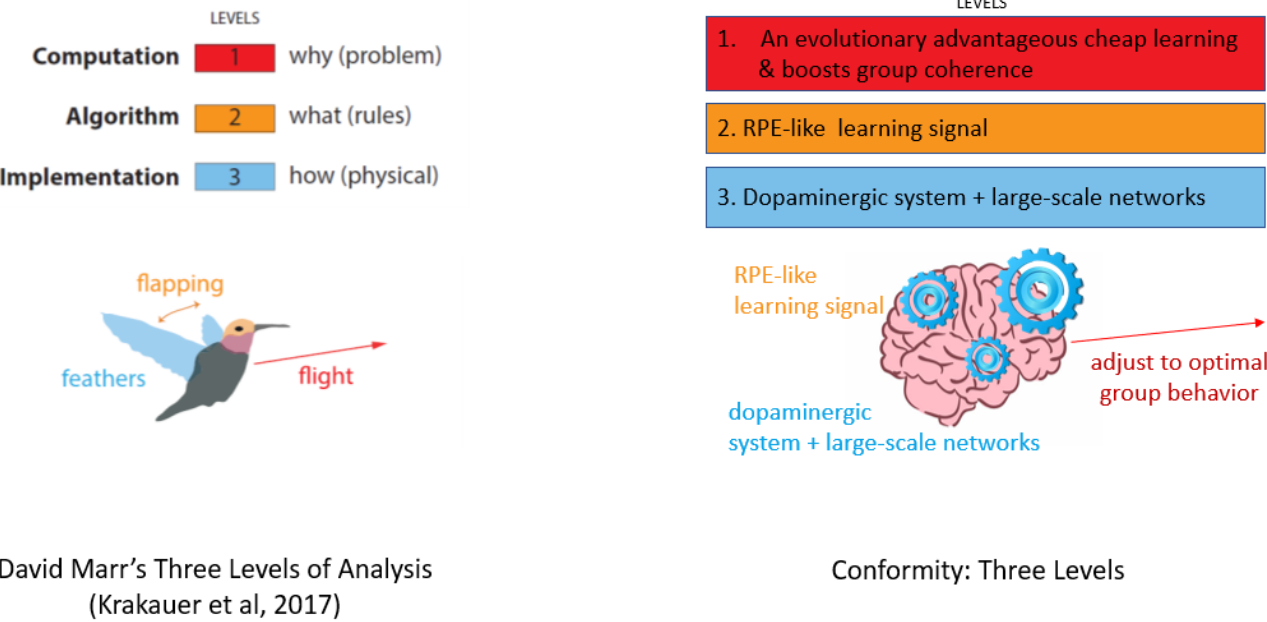 LEVELS
Computation 1 why (problem)
Algorithm 2 what (rules)
Implementation 3 how (physical)
flapping
feathers
flight
David Marr’s Three Levels of Analysis
(Krakauer et al, 2017)
LEVELS
1. An evolutionary advantageous cheap learning
& boosts group coherence
2. RPE-like learning signal
3. Dopaminergic system + large-scale networks
RPE-like
learning signal
adjust to optimal
group behavior
dopaminergic
system + large-scale networks
Conformity: Three Levels